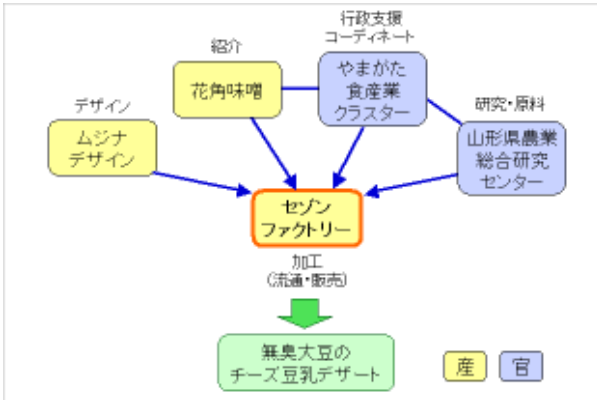 行政支援
コーディネート
紹介
やまがた
食産業
クラスター
花角味噌
デザイン
研究・原料
ムジナ
デザイン
山形県農業
総合研究
センター
セゾン
ファクトリー
加工
(流通・販売)
無臭大豆の
チーズ豆乳デザート
産
官